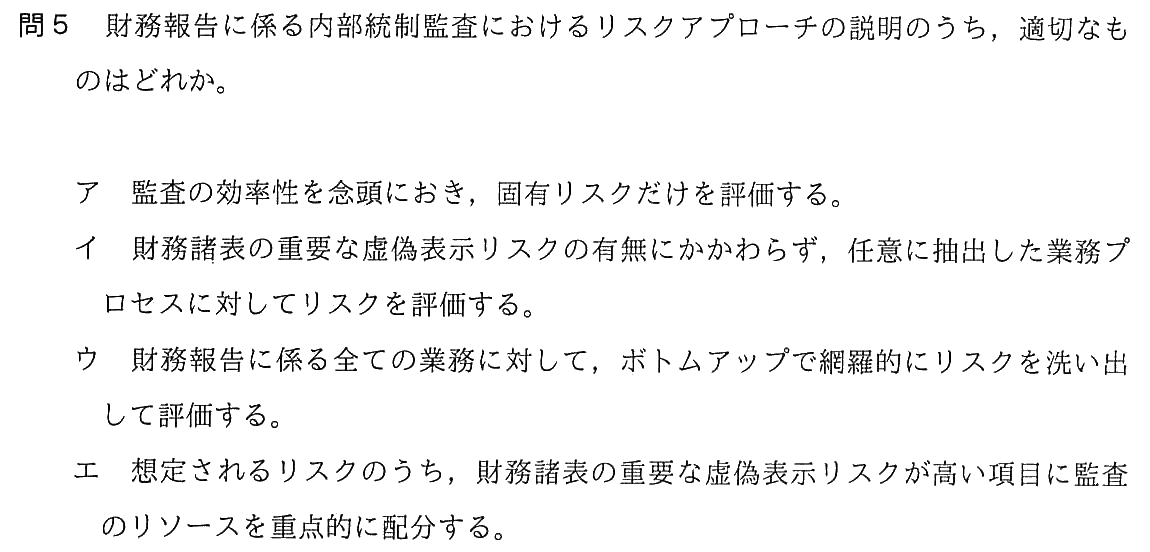 問5 財務報告に係る内部統制監査におけるリスクアプローチの説明のうち，適切なも
のはどれか。
ア 監査の効率性を念頭におき，固有リスクだけを評価する。
イ 財務諸表の重要な虚偽表示リスクの有無にかかわらず，任意に抽出した業務プ
ロセスに対してリスクを評価する。
ウ 財務報告に係る全ての業務に対して，ボトムアップで網羅的にリスクを洗い出
して評価する。
エ 想定されるリスクのうち，財務諸表の重要な虚偽表示リスクが高い項目に監査
のリソースを重点的に配分する。